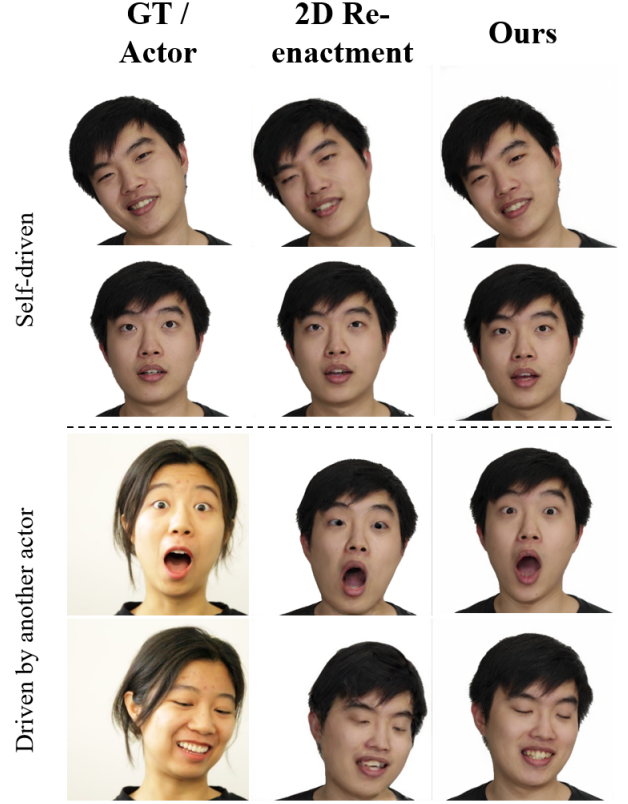 GT /
Actor
2D Re-
enactment
Ours
Self-driven
Driven by another actor